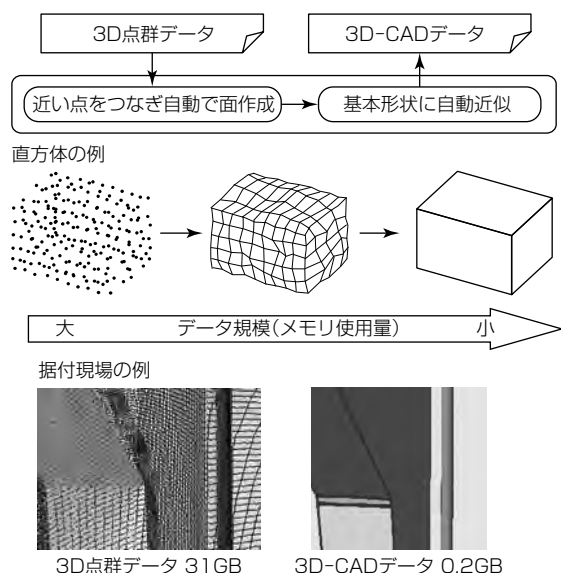 3D点群データ
3D-CADデータ
近い点をつなぎ自動で面作成
基本形状に自動近似
直方体の例
大 データ規模(メモリ使用量) 小
据付現場の例
3D点群データ 31GB
3D-CADデータ 0.2GB